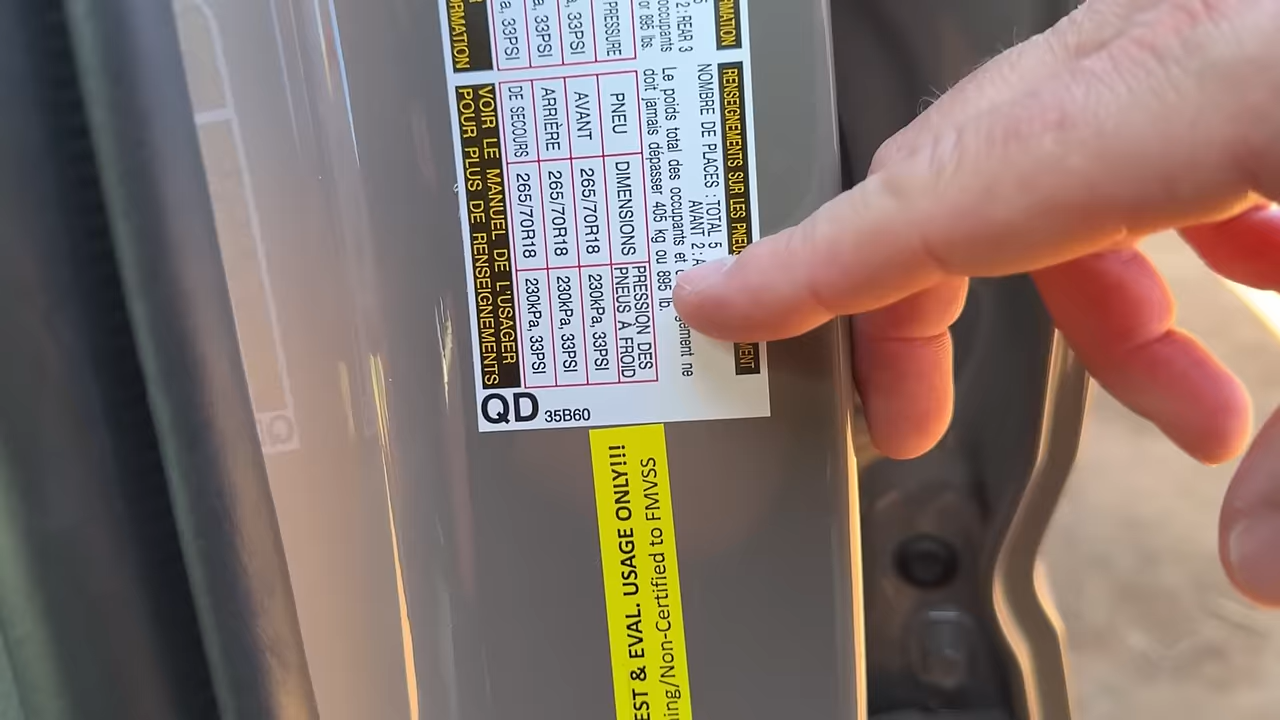 RMATION
2 : REAR 3
occupants
or 895 lbs.
PRESSURE
33PSI
33PSI
33PSI
ORMATION
RENSEIGNEMENTS SUR LES PNEUS
NOMBRE DE PLACES : TOTAL 5
AVANT 2 :
Le poids total des occupants et
doit jamais dépasser 405 kg ou 895 lb.
PNEU DIMENSIONS PRESSION DES
PNEUS À FROID
AVANT 265/70R18 230kPa, 33PSI
ARRIÈRE 265/70R18 230kPa, 33PSI
DE SECOURS 265/70R18 230kPa, 33PSI
VOIR LE MANUEL DE L'USAGER
POUR PLUS DE RENSEIGNEMENTS
QD 35B60
EST & EVAL. USAGE ONLY!!!
ning/Non-Certified to FMVSS